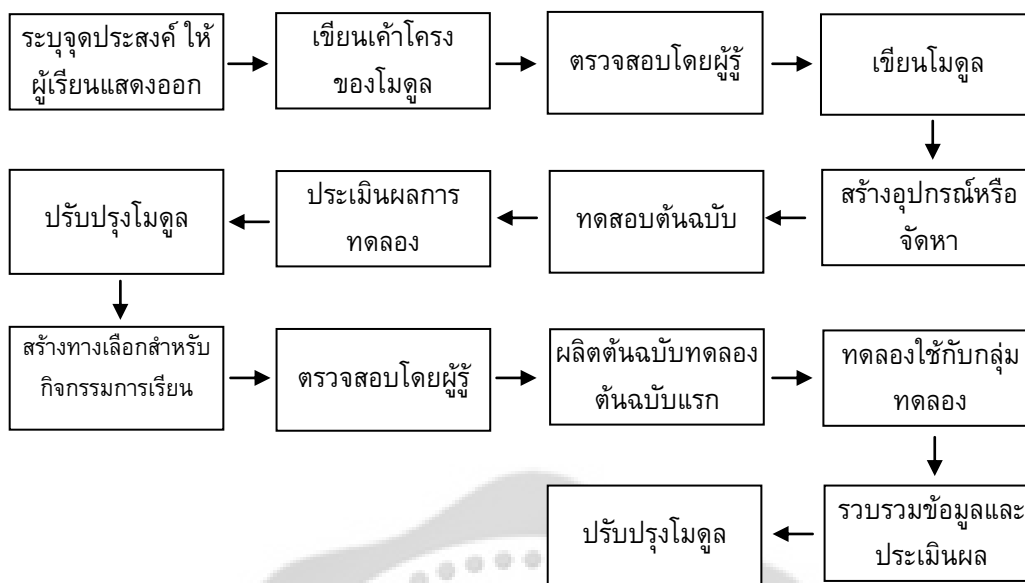 ระบุจุดประสงค์ ให้
ผู้เรียนแสดงออก
เขียนเค้าโครง
ของโมดูล
ตรวจสอบโดยผู้รู้
เขียนโมดูล
สร้างอุปกรณ์หรือ
จัดหา
ทดสอบต้นฉบับ
ประเมินผลการ
ทดลอง
ปรับปรุงโมดูล
สร้างทางเลือกสำหรับ
กิจกรรมการเรียน
ตรวจสอบโดยผู้รู้
ผลิตต้นฉบับทดลอง
ต้นฉบับแรก
ทดลองใช้กับกลุ่ม
ทดลอง
รวบรวมข้อมูลและ
ประเมินผล
ปรับปรุงโมดูล